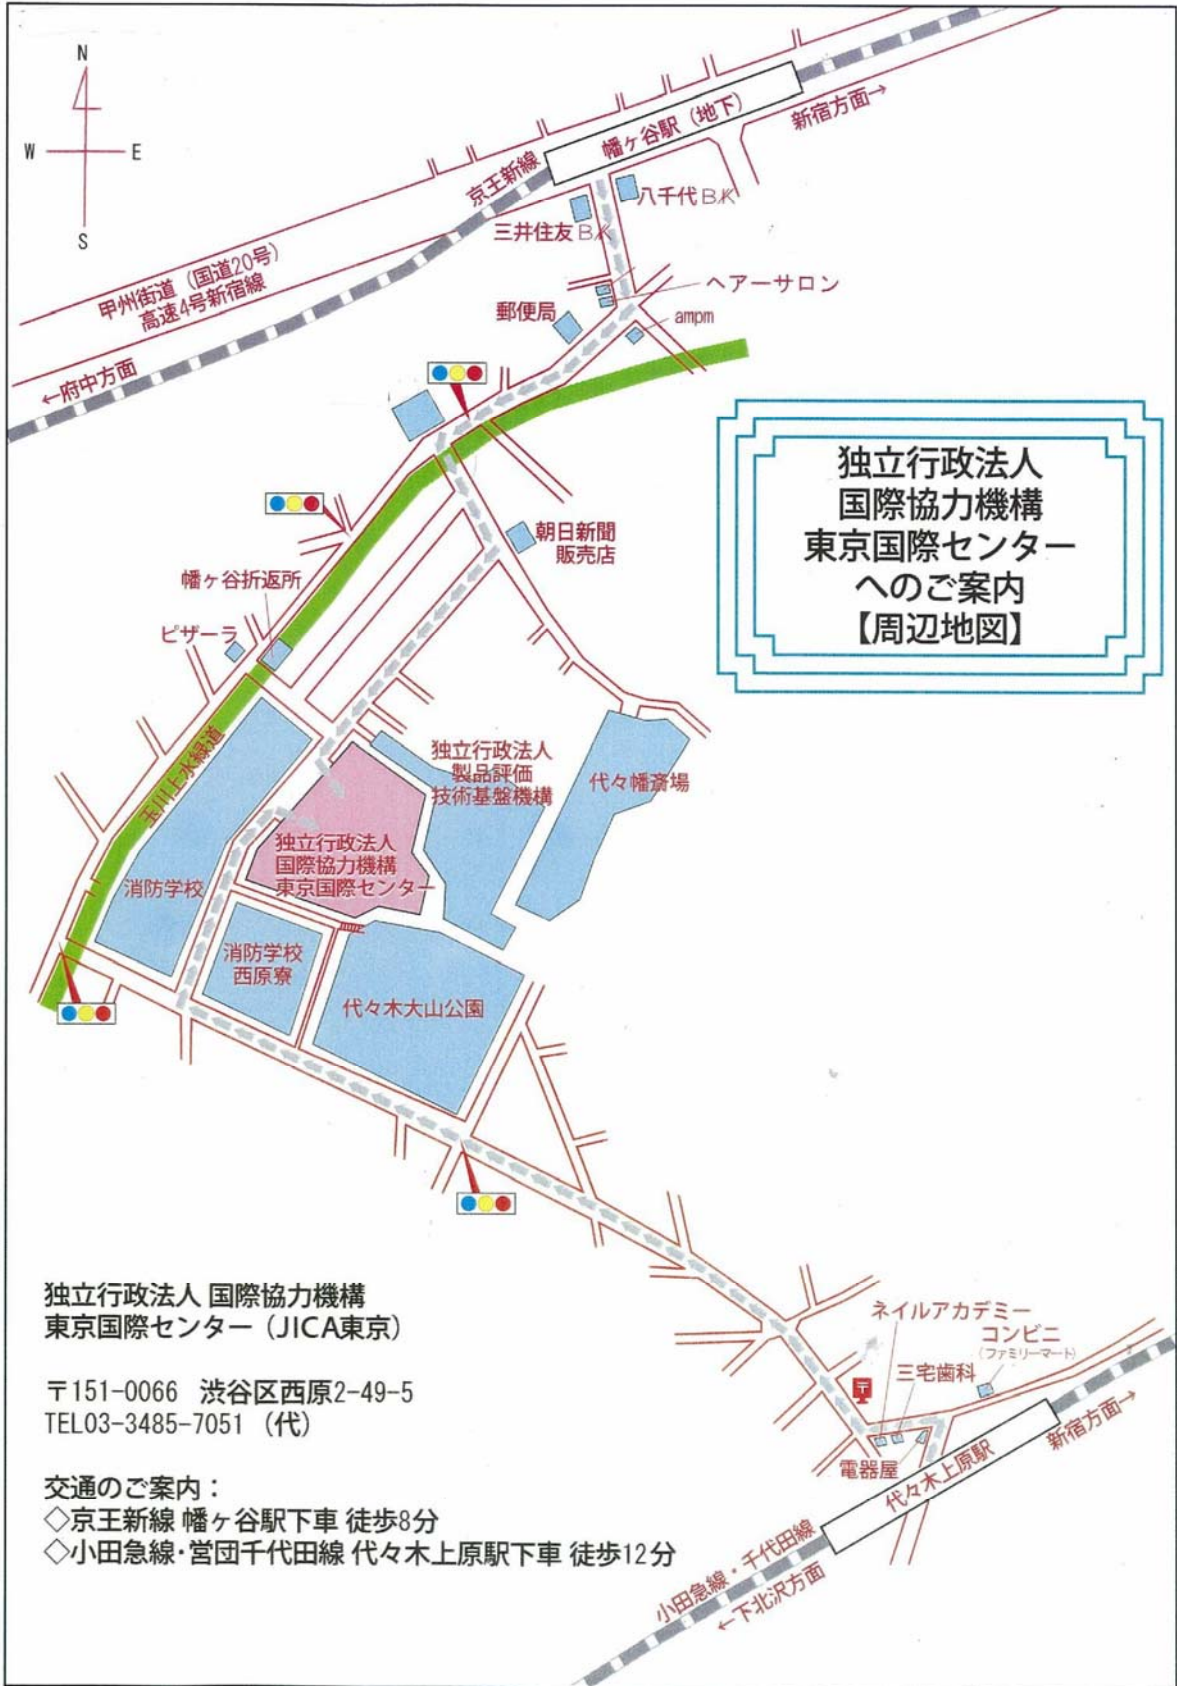 N
W
E
S
幡ヶ谷駅（地下）
新宿方面→
京王新線
八千代BK
三井住友BK
甲州街道（国道20号）
高速4号新宿線
ヘアーサロン
郵便局
ampm
←府中方面
独立行政法人
国際協力機構
東京国際センター
へのご案内
【周辺地図】
朝日新聞
販売店
幡ヶ谷折返所
ピザーラ
玉川上水緑道
独立行政法人
製品評価
技術基盤機構
代々幡斎場
独立行政法人
国際協力機構
東京国際センター
消防学校
消防学校
西原寮
代々木大山公園
独立行政法人 国際協力機構
東京国際センター（JICA東京）
〒151-0066 渋谷区西原2-49-5
TEL03-3485-7051（代）
交通のご案内：
◇京王新線 幡ヶ谷駅下車 徒歩8分
◇小田急線・営団千代田線 代々木上原駅下車 徒歩12分
ネイルアカデミー
コンビニ
（ファミリーマート）
〒
三宅歯科
電器屋
代々木上原駅
新宿方面→
小田急線・千代田線
←下北沢方面